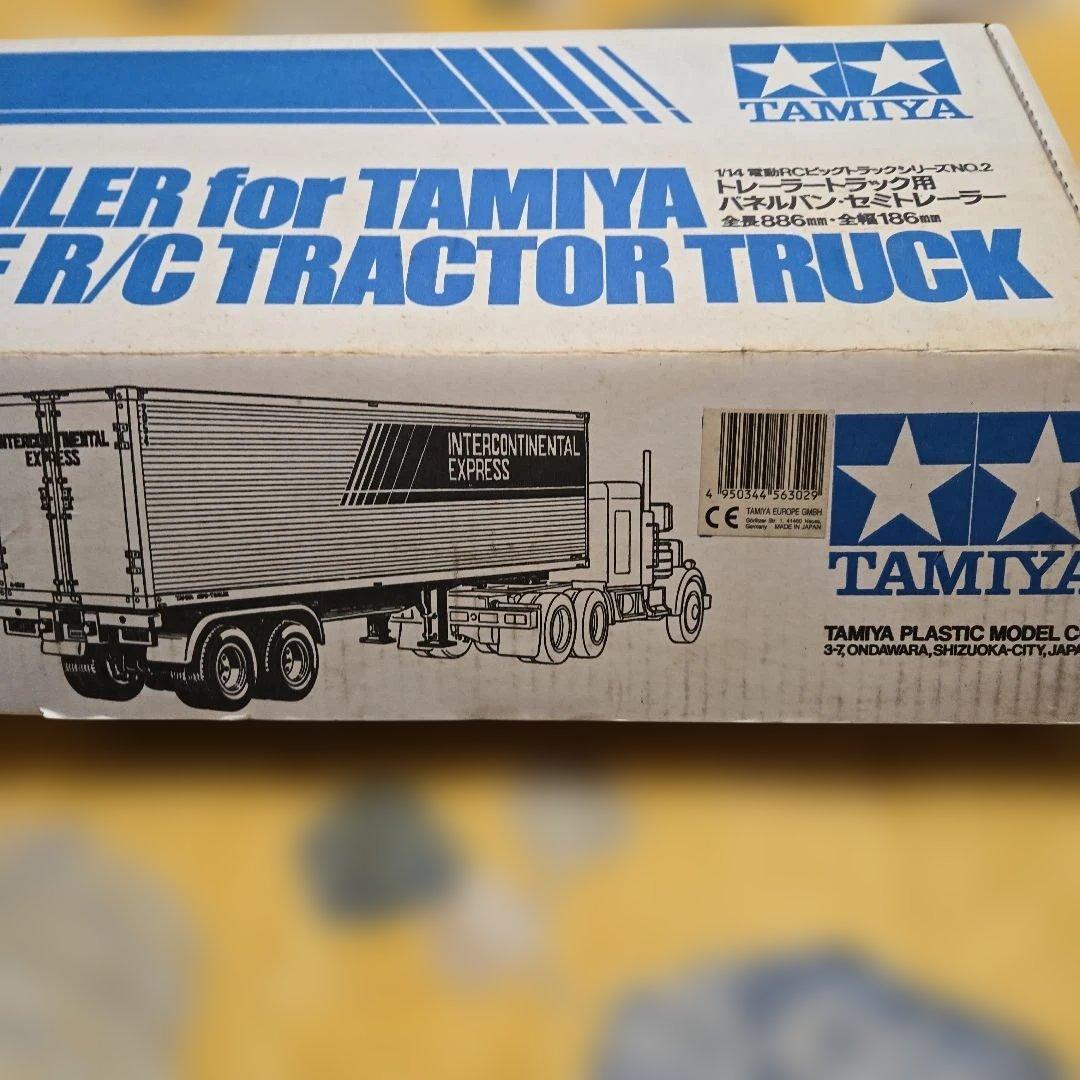 TAMIYA
ILER for TAMIYA
R/C TRACTOR TRUCK
1/14 電動RCビッグトラックシリーズNO.2
トレーラートラック用
パネルバン・セミトレーラー
全長886mm・全幅186mm
INTERCONTINENTAL
EXPRESS
INTERCONTINENTAL
EXPRESS
4 950344 563029
CE TAMIYA EUROPE GMBH
Germany MADE IN JAPAN
TAMIYA
TAMIYA PLASTIC MODEL C
3-7, ONDAWARA, SHIZUOKA-CITY, JAPA